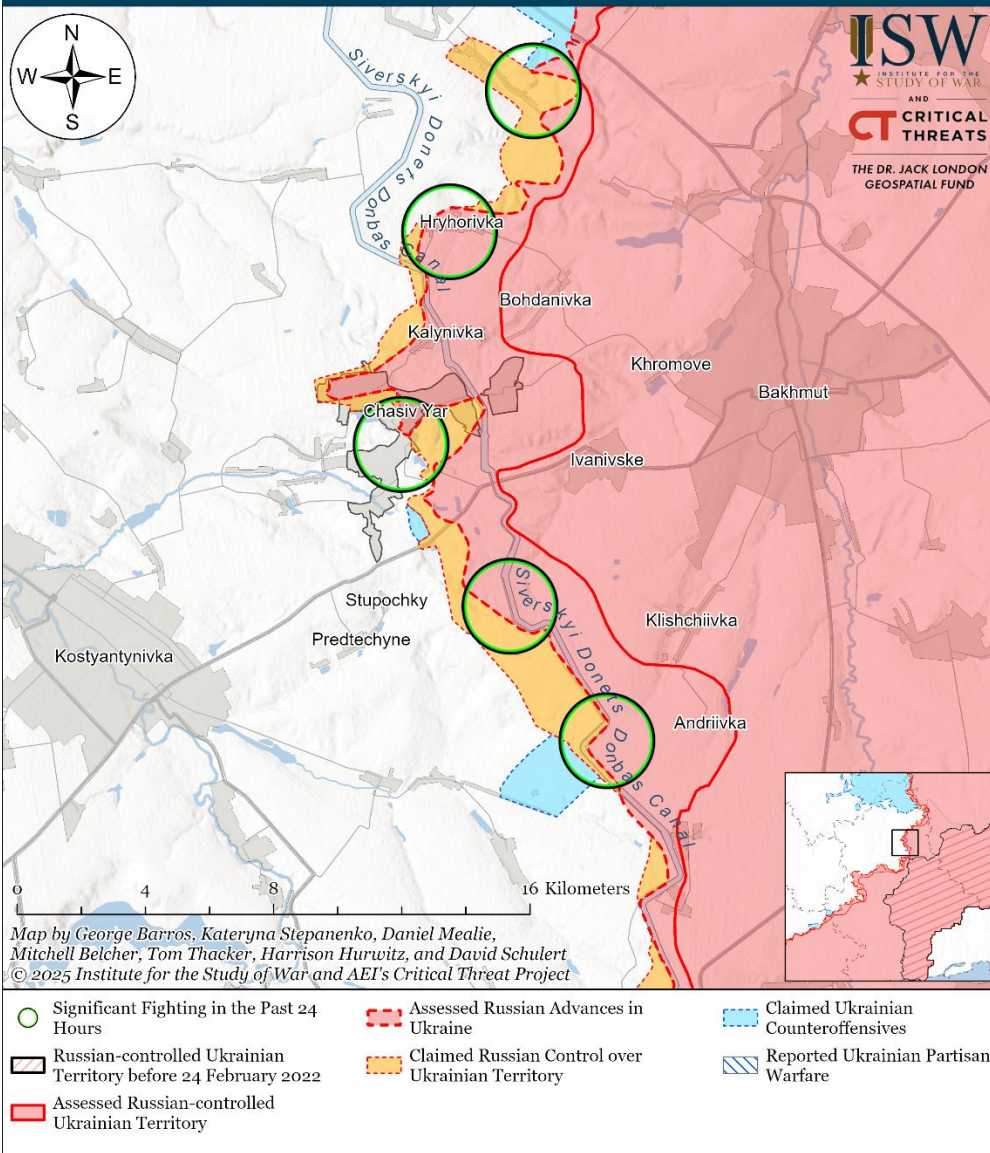 N
W
E
S
ISW
INSTITUTE FOR THE
STUDY OF WAR
AND
CT CRITICAL
THREATS
THE DR. JACK LONDON
GEOSPATIAL FUND
Siverskyi Donets Donbas Canal
Hryhorivka
Bohdanivka
Kalynivka
Khromove
Bakhmut
Chasiv Yar
Ivanivske
Stupochky
Predtechyne
Kostyantynivka
Siverskyi Donets Donbas Canal
Klishchiivka
Andriivka
0 4 8 16 Kilometers
Map by George Barros, Kateryna Stepanenko, Daniel Mealie,
Mitchell Belcher, Tom Thacker, Harrison Hurwitz, and David Schulert
© 2025 Institute for the Study of War and AEI's Critical Threat Project
Significant Fighting in the Past 24
Hours
Russian-controlled Ukrainian
Territory before 24 February 2022
Assessed Russian-controlled
Ukrainian Territory
Assessed Russian Advances in
Ukraine
Claimed Russian Control over
Ukrainian Territory
Claimed Ukrainian
Counteroffensives
Reported Ukrainian Partisan
Warfare